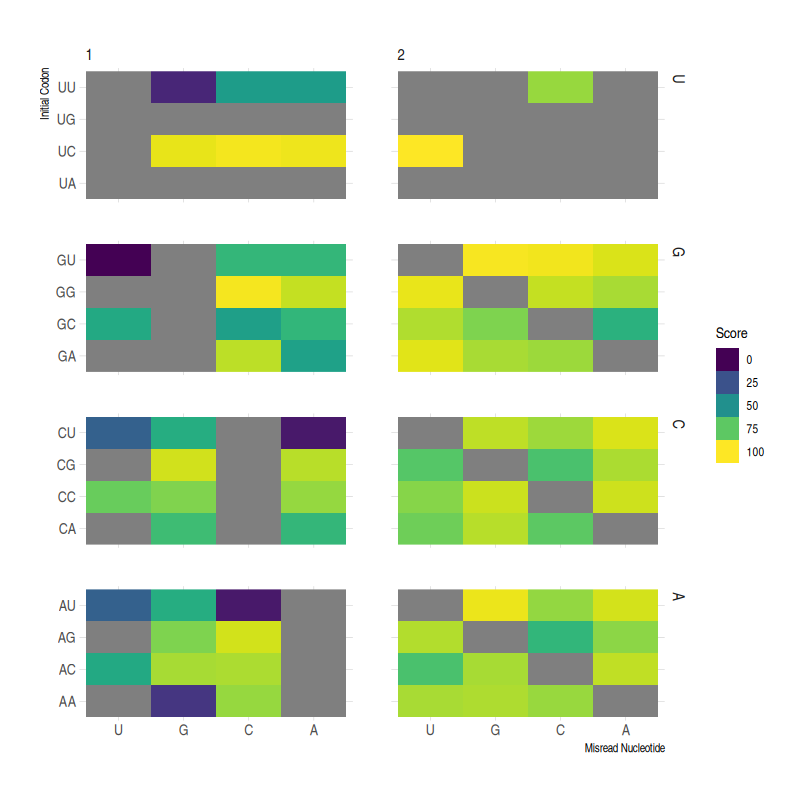 1 2
Initial Codon
UU
UG
UC
UA
U
GU
GG
GC
GA
G
CU
CG
CC
CA
C
AU
AG
AC
AA
A
U G C A U G C A
Misread Nucleotide
Score
0
25
50
75
100